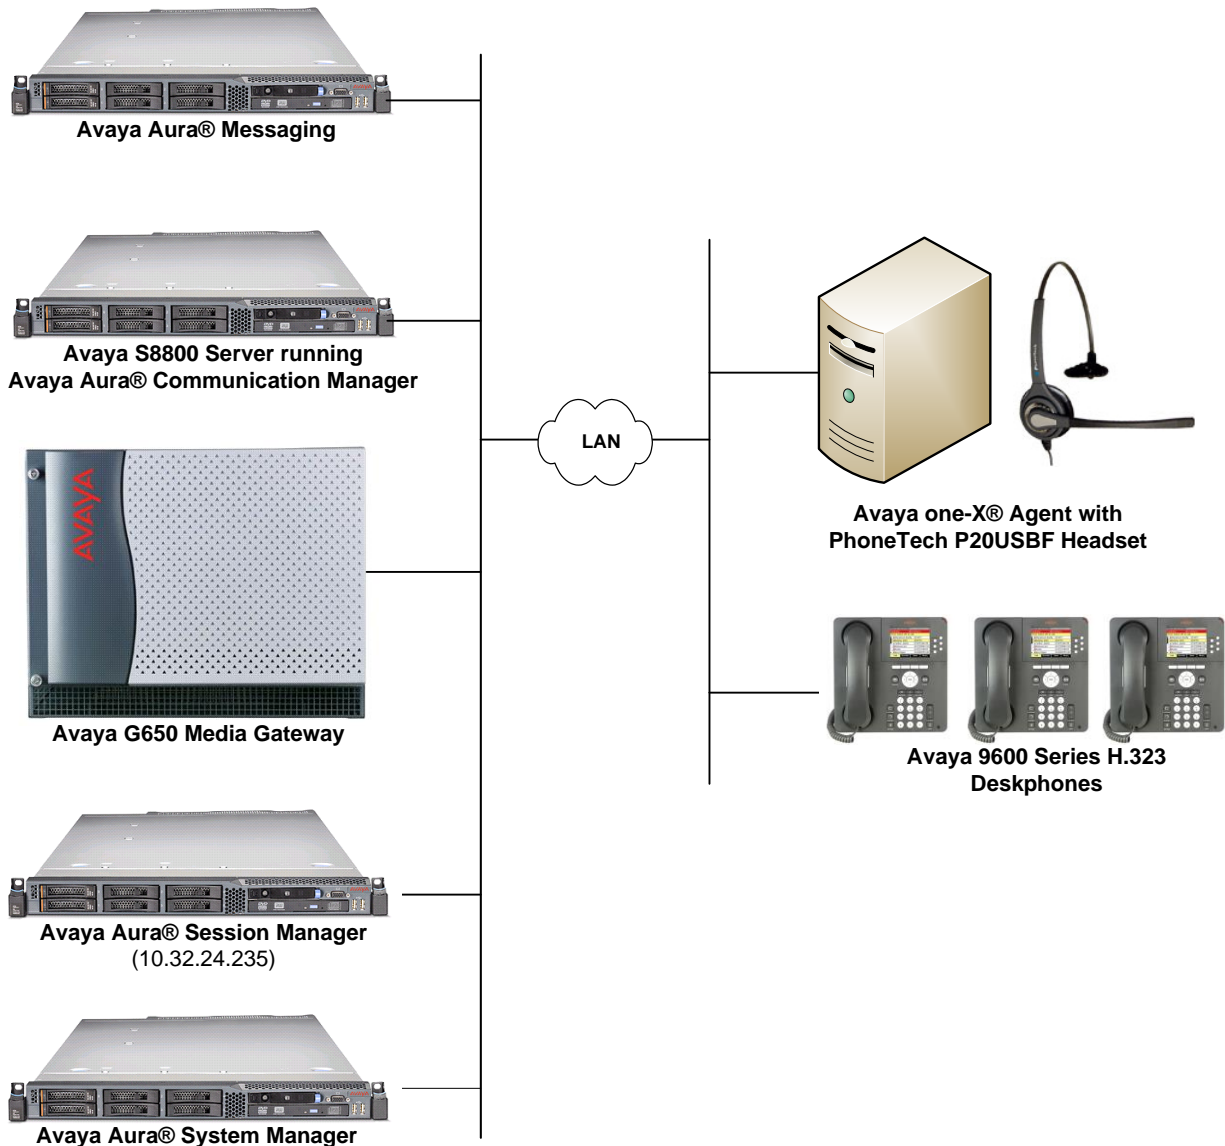 Avaya Aura® Messaging
Avaya S8800 Server running
Avaya Aura® Communication Manager
AVAYA
Avaya G650 Media Gateway
Avaya Aura® Session Manager
(10.32.24.235)
Avaya Aura® System Manager
LAN
Avaya one-X® Agent with
PhoneTech P20USBF Headset
Avaya 9600 Series H.323
Deskphones